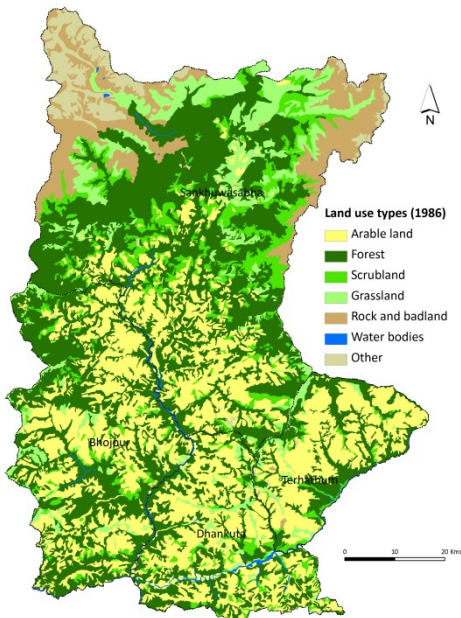 N
Sankhuwasabha
Land use types (1986)
Arable land
Forest
Scrubland
Grassland
Rock and badland
Water bodies
Other
Bhojpur
Terhathum
Dhankuta
0 10 20 Kms